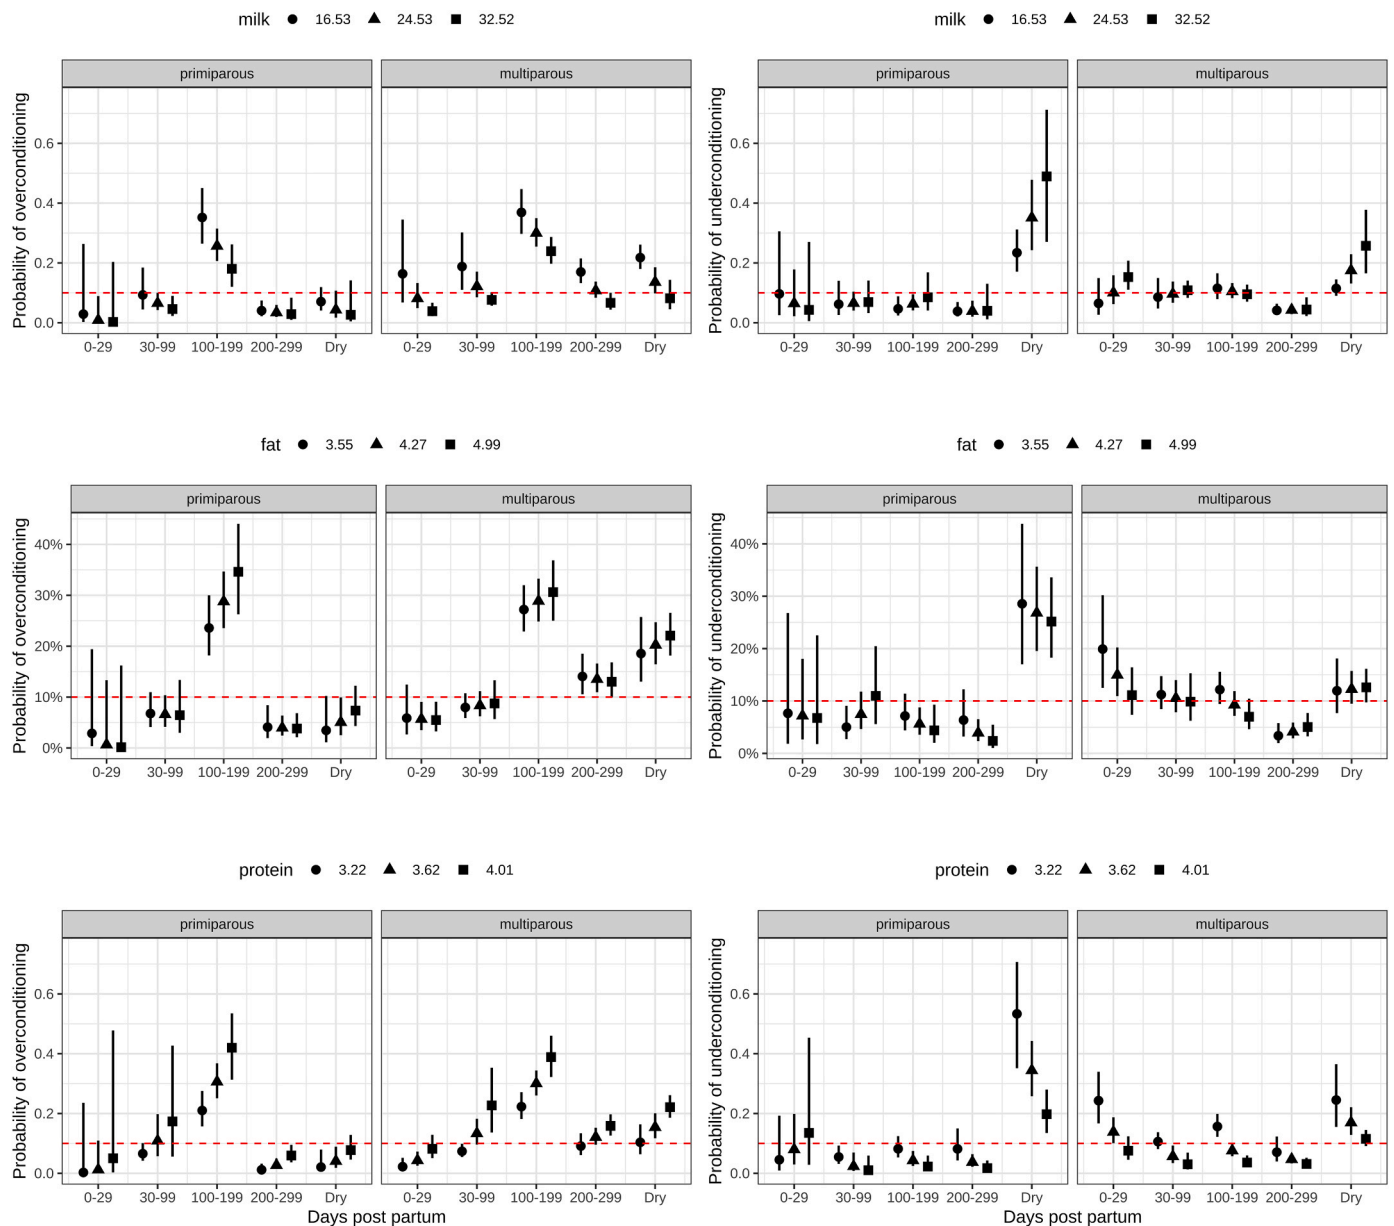 milk 16.53 24.53 32.52
primiparous multiparous
Probability of overconditioning
0.6
0.4
0.2
0.0
0-29 30-99 100-199 200-299 Dry 0-29 30-99 100-199 200-299 Dry
milk 16.53 24.53 32.52
primiparous multiparous
Probability of underconditioning
0.6
0.4
0.2
0.0
0-29 30-99 100-199 200-299 Dry 0-29 30-99 100-199 200-299 Dry
fat 3.55 4.27 4.99
primiparous multiparous
Probability of overconditioning
40%
30%
20%
10%
0%
0-29 30-99 100-199 200-299 Dry 0-29 30-99 100-199 200-299 Dry
fat 3.55 4.27 4.99
primiparous multiparous
Probability of underconditioning
40%
30%
20%
10%
0%
0-29 30-99 100-199 200-299 Dry 0-29 30-99 100-199 200-299 Dry
protein 3.22 3.62 4.01
primiparous multiparous
Probability of overconditioning
0.6
0.4
0.2
0.0
0-29 30-99 100-199 200-299 Dry 0-29 30-99 100-199 200-299 Dry
Days post partum
protein 3.22 3.62 4.01
primiparous multiparous
Probability of underconditioning
0.6
0.4
0.2
0.0
0-29 30-99 100-199 200-299 Dry 0-29 30-99 100-199 200-299 Dry
Days post partum